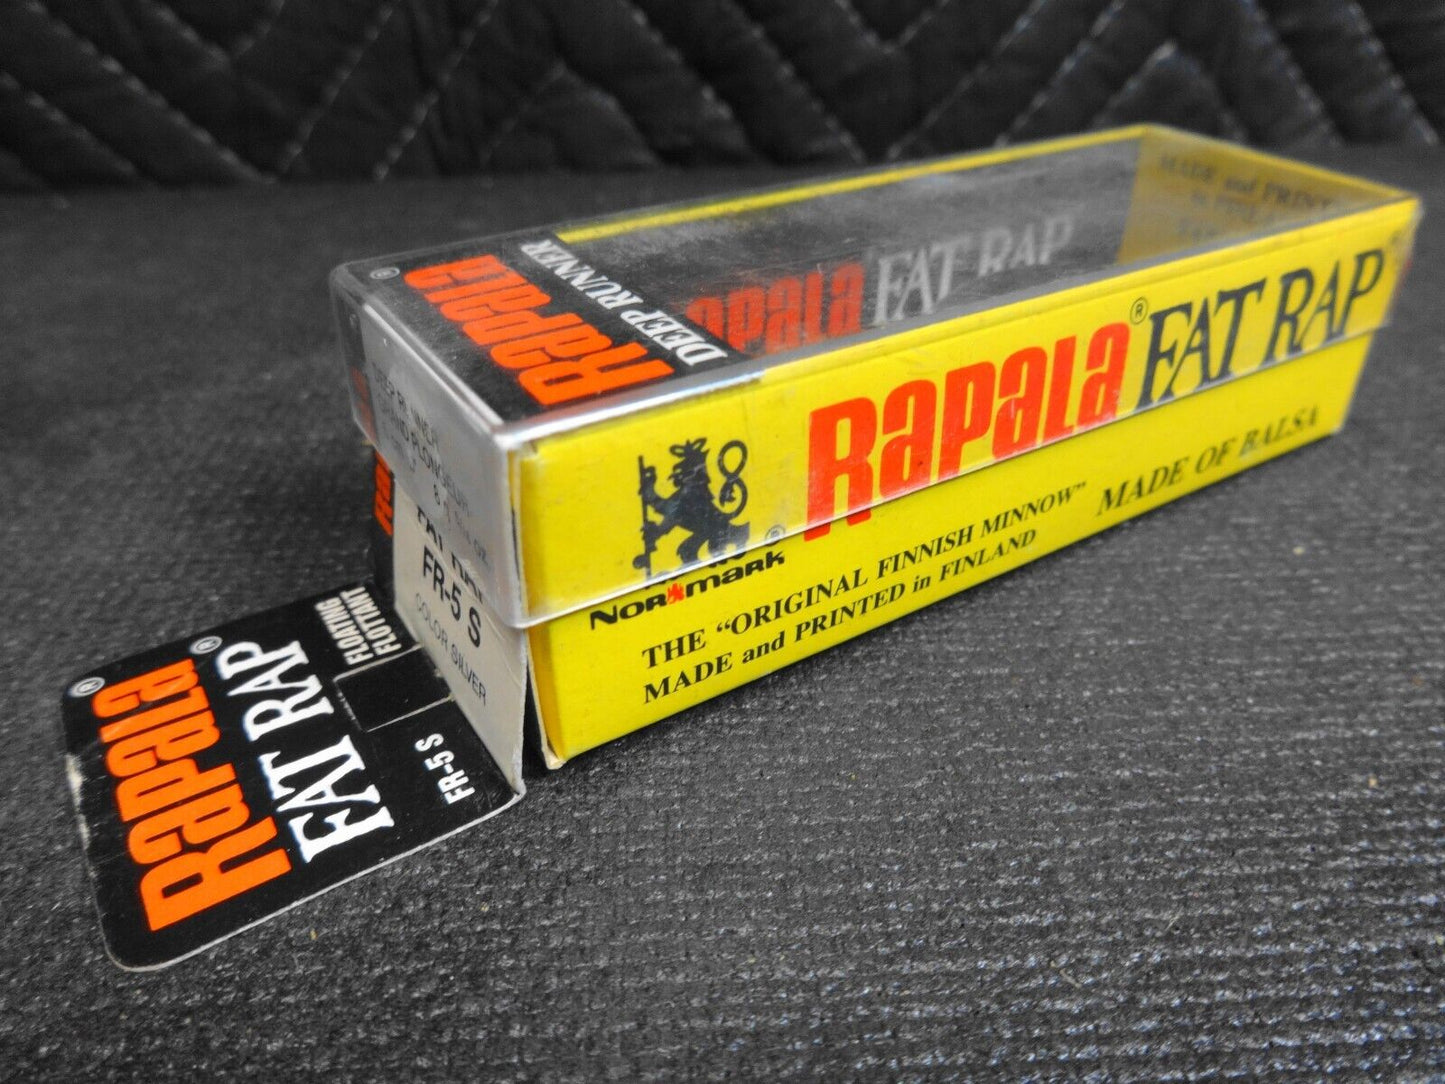 Rapala®
DEEP RUNNER
Rapala FAT RAP
MADE and PRINT
Rapala® FAT RAP
Normark®
THE “ORIGINAL FINNISH MINNOW”
MADE OF BALSA
MADE and PRINTED in FINLAND
FR-5 S
COLOR SILVER
Rapala®
FAT RAP®
FLOATING
FLOTTANT
FR-5 S